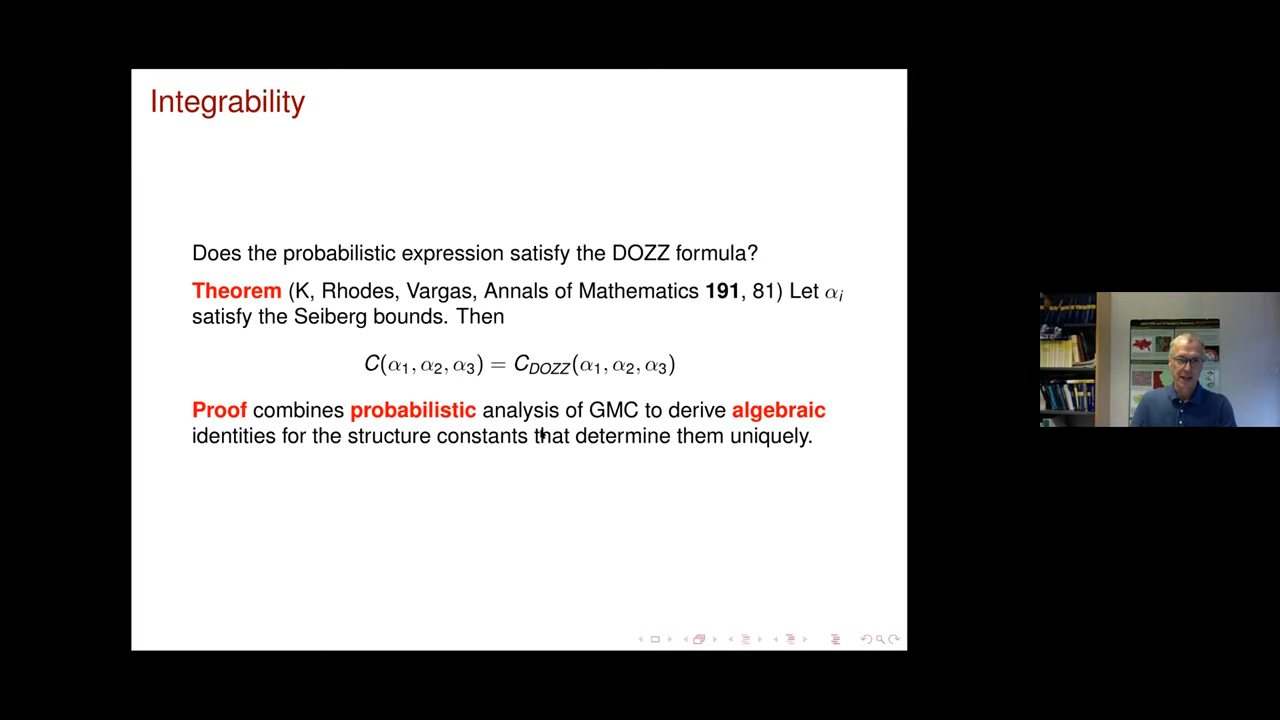 Integrability
Does the probabilistic expression satisfy the DOZZ formula?
Theorem (K, Rhodes, Vargas, Annals of Mathematics 191, 81) Let αᵢ
satisfy the Seiberg bounds. Then
C(α₁, α₂, α₃) = C_DOZZ(α₁, α₂, α₃)
Proof combines probabilistic analysis of GMC to derive algebraic
identities for the structure constants that determine them uniquely.